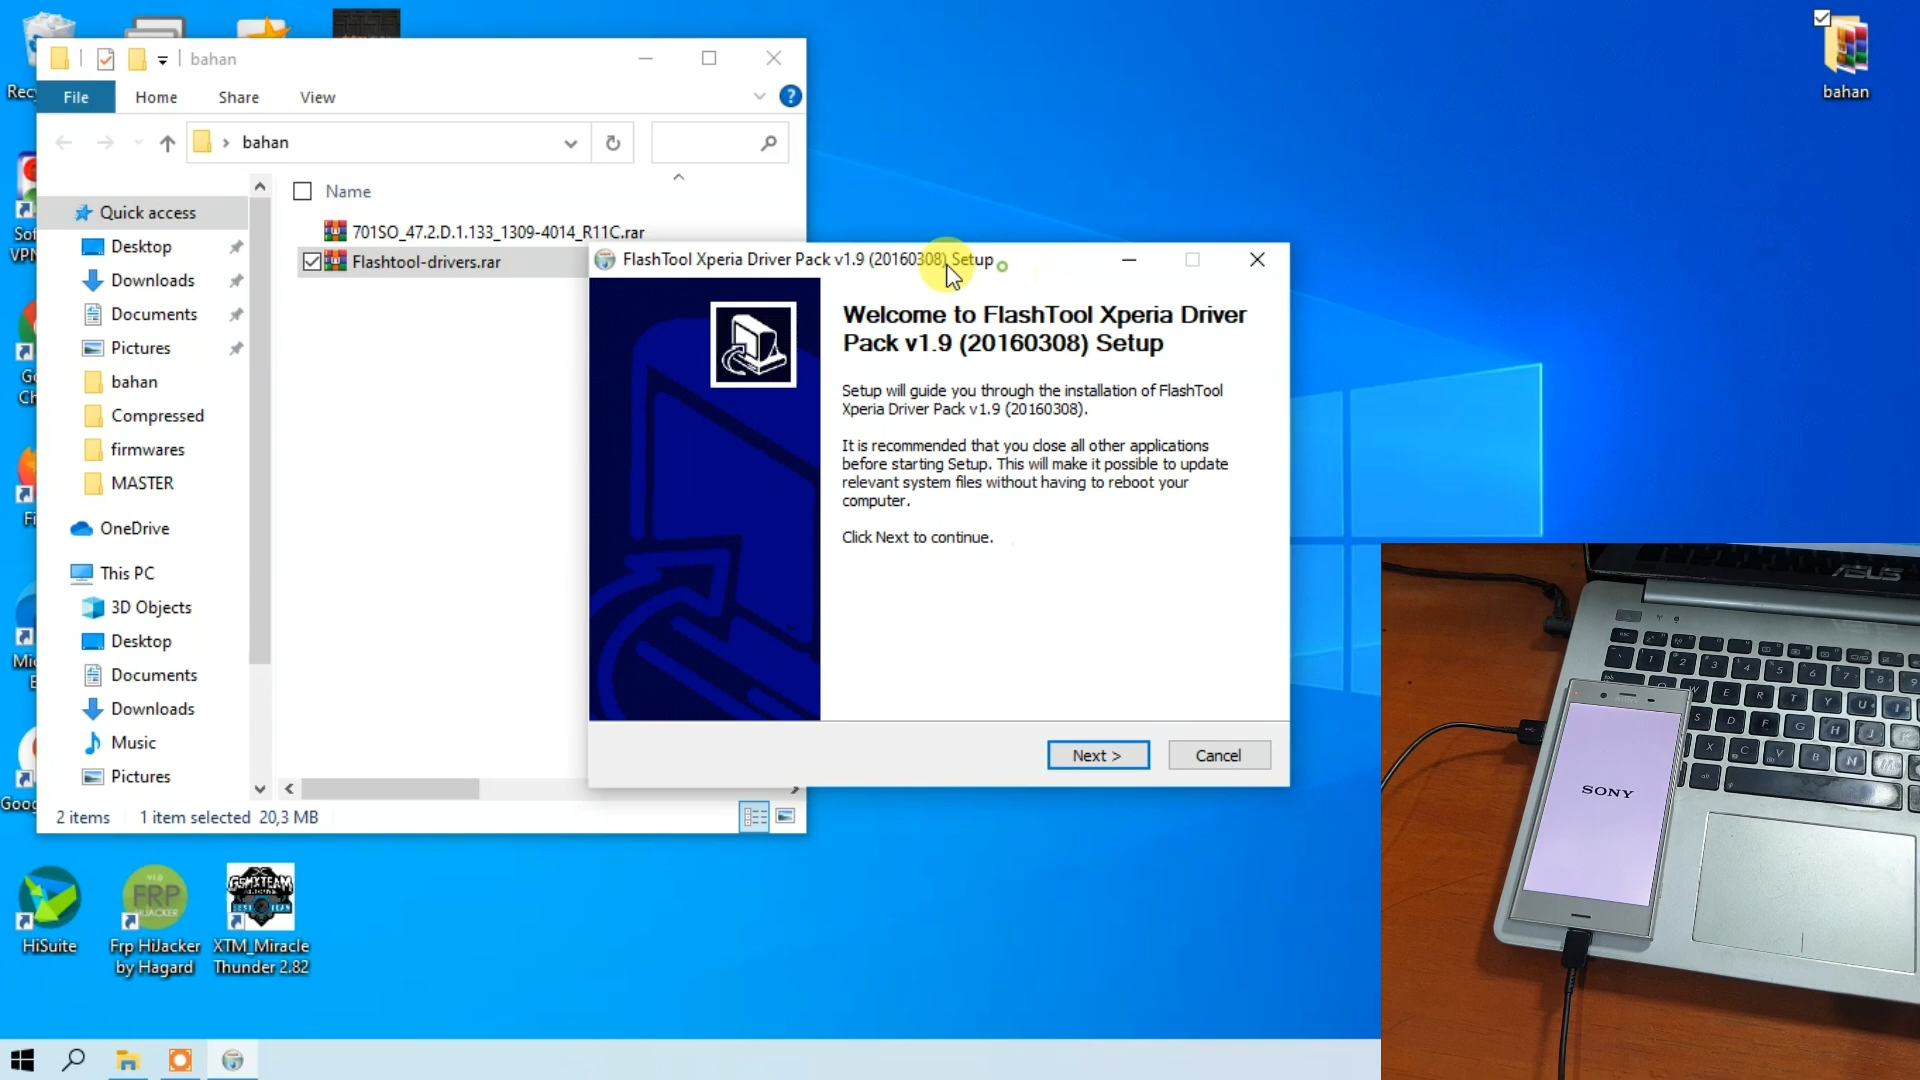 bahan
File
Home
Share
View
bahan
Name
Quick access
Desktop
Downloads
Documents
Pictures
bahan
Compressed
firmwares
MASTER
OneDrive
This PC
3D Objects
Desktop
Documents
Downloads
Music
Pictures
701SO_47.2.D.1.133_1309-4014_R11C.rar
Flashtool-drivers.rar
2 items
1 item selected 20,3 MB
FlashTool Xperia Driver Pack v1.9 (20160308) Setup
Welcome to FlashTool Xperia Driver
Pack v1.9 (20160308) Setup
Setup will guide you through the installation of FlashTool
Xperia Driver Pack v1.9 (20160308).
It is recommended that you close all other applications
before starting Setup. This will make it possible to update
relevant system files without having to reboot your
computer.
Click Next to continue.
Next >
Cancel
bahan
HiSuite
Frp HiJacker
by Hagard
XTM_Miracle
Thunder 2.82
FRP
HIJACKER
GSMXTEAM
ASUS
SONY